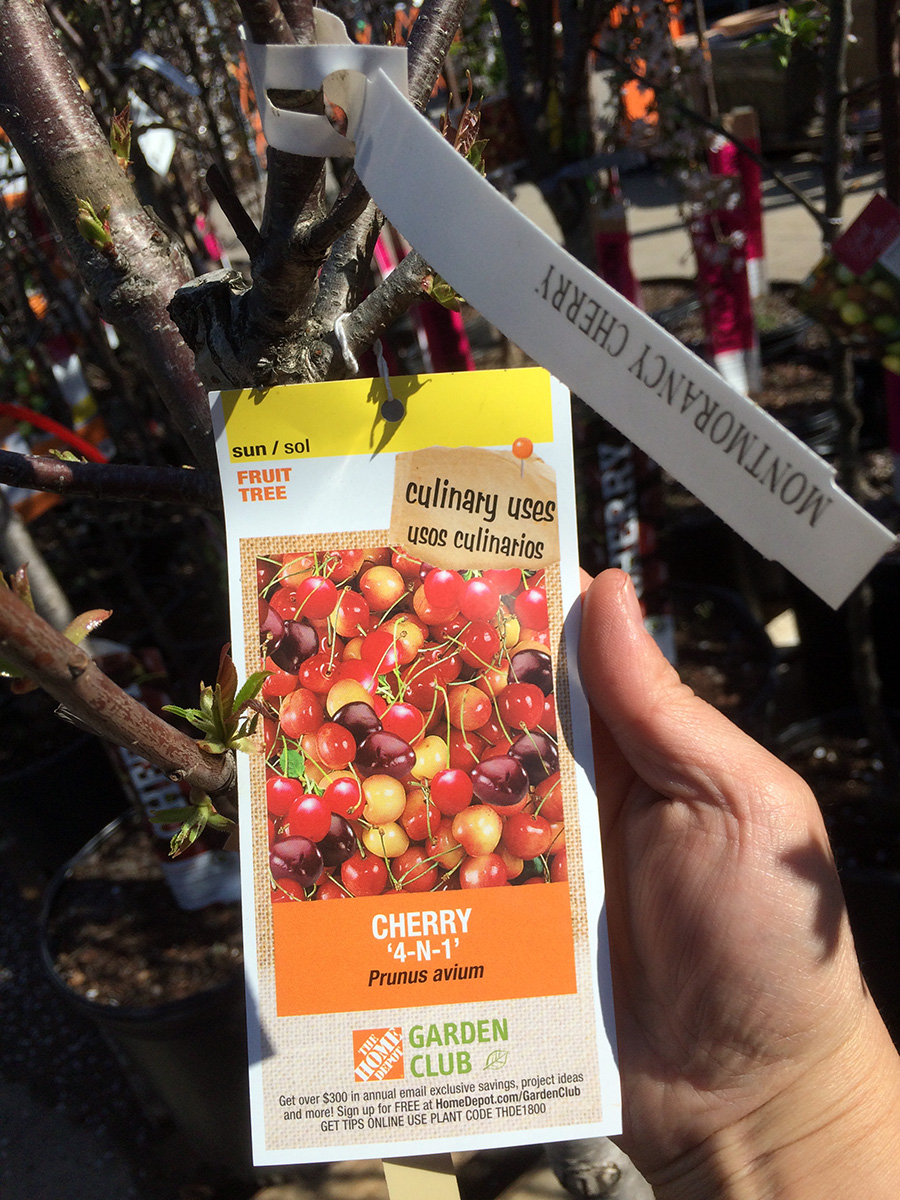 MONTMORANCY CHERRY
sun / sol
FRUIT
TREE
culinary uses
usos culinarios
CHERRY
'4-N-1'
Prunus avium
THE
HOME
DEPOT
GARDEN
CLUB
Get over $300 in annual email exclusive savings, project ideas
and more! Sign up for FREE at HomeDepot.com/GardenClub
GET TIPS ONLINE USE PLANT CODE THDE1800
CHERRY
CHERRY